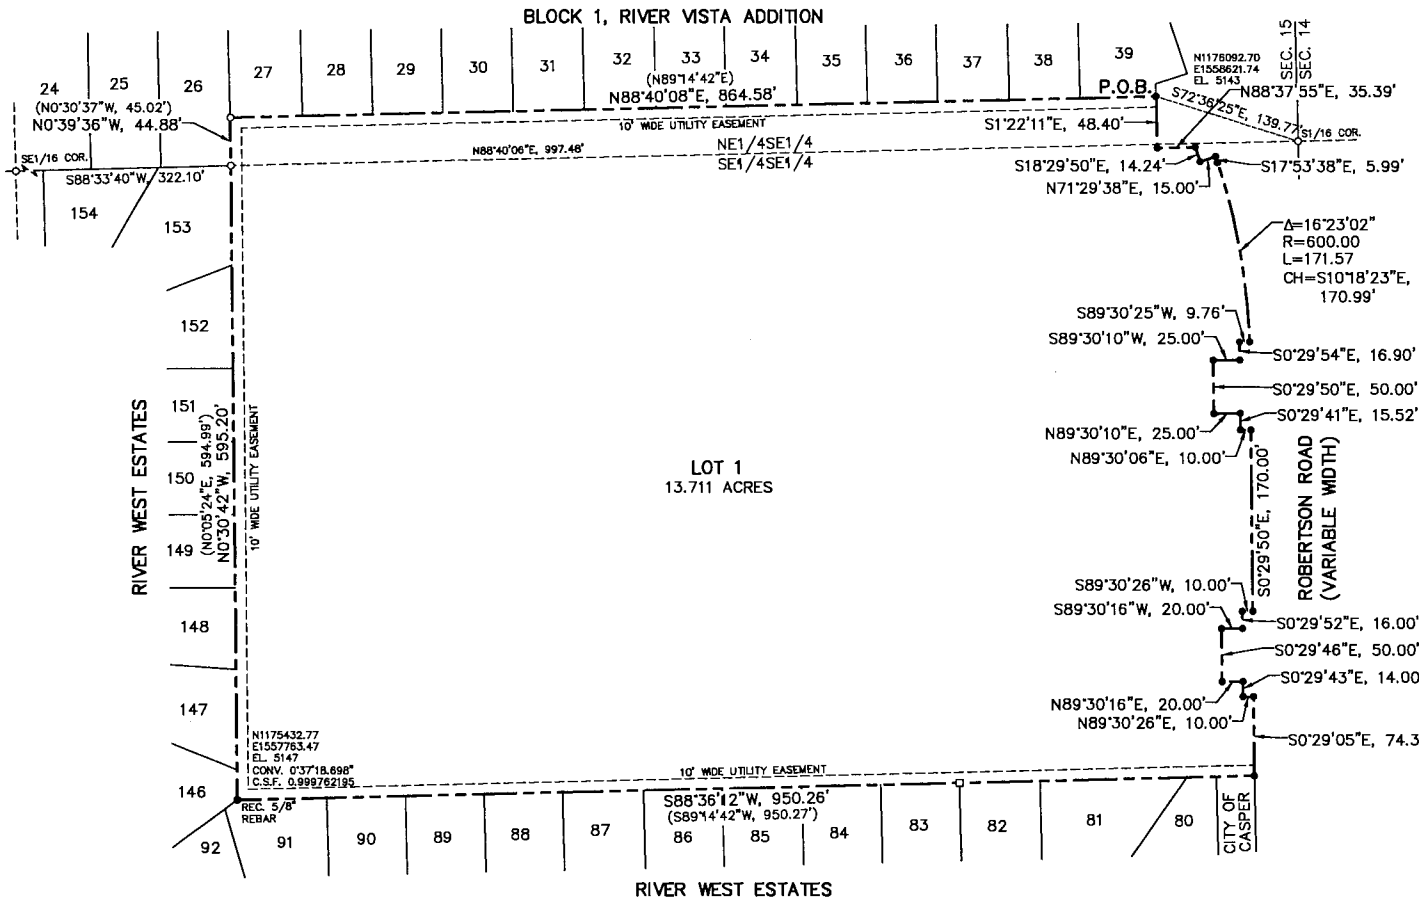 BLOCK 1, RIVER VISTA ADDITION
24
25
26
27
28
29
30
31
32
33
34
35
36
37
38
39
(N89°14'42"E)
N88°40'08"E, 864.58'
10' WIDE UTILITY EASEMENT
P.O.B.
N1176092.70
E1558621.74
EL. 5143
SEC. 15
SEC. 14
N88°37'55"E, 35.39'
S72°36'25"E, 139.77'
S1/16 COR.
(N0°30'37"W, 45.02')
N0°39'36"W, 44.88'
SE1/16 COR.
S88°33'40"W, 322.10'
N88°40'06"E, 997.48'
NE1/4SE1/4
SE1/4SE1/4
S1°22'11"E, 48.40'
S18°29'50"E, 14.24'
N71°29'38"E, 15.00'
S17°53'38"E, 5.99'
154
153
152
151
150
149
148
147
146
92
Δ=16°23'02"
R=600.00
L=171.57
CH=S10°18'23"E,
170.99'
S89°30'25"W, 9.76'
S89°30'10"W, 25.00'
S0°29'54"E, 16.90'
S0°29'50"E, 50.00'
S0°29'41"E, 15.52'
N89°30'10"E, 25.00'
N89°30'06"E, 10.00'
RIVER WEST ESTATES
(N0°05'24"E, 594.99')
N0°30'42"W, 595.20'
10' WIDE UTILITY EASEMENT
LOT 1
13.711 ACRES
S0°29'50"E, 170.00'
ROBERTSON ROAD
(VARIABLE WIDTH)
S89°30'26"W, 10.00'
S89°30'16"W, 20.00'
S0°29'52"E, 16.00'
S0°29'46"E, 50.00'
S0°29'43"E, 14.00
N89°30'16"E, 20.00'
N89°30'26"E, 10.00'
S0°29'05"E, 74.3
N1175432.77
E1557763.47
EL. 5147
CONV. 0°37'18.698"
C.S.F. 0.999762195
REC. 5/8"
REBAR
10' WIDE UTILITY EASEMENT
S88°36'12"W, 950.26'
(S89°14'42"W, 950.27')
91
90
89
88
87
86
85
84
83
82
81
80
CITY OF
CASPER
RIVER WEST ESTATES